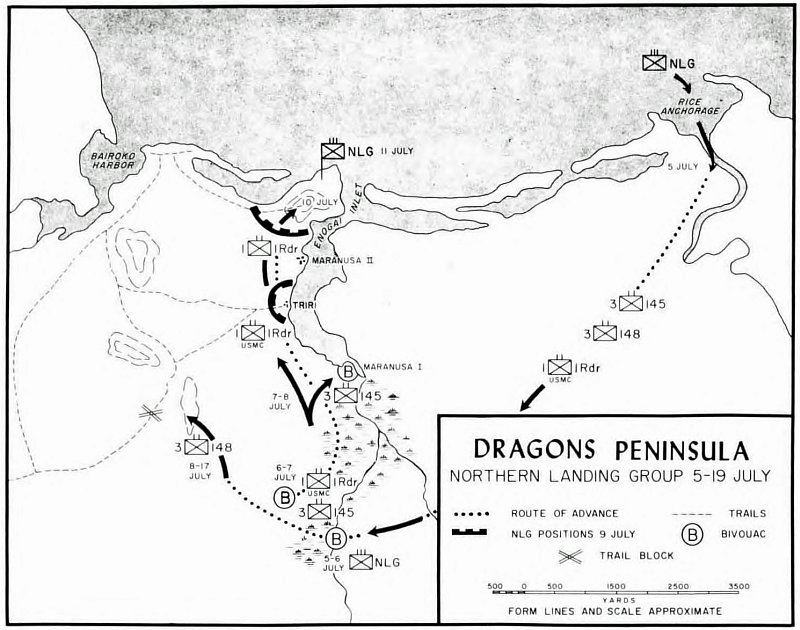 NLG
RICE
ANCHORAGE
5 JULY
BAIROKO
HARBOR
NLG 11 JULY
10 JULY
ENOGAI INLET
1 1Rdr
MARANUSA II
TRIRI
1 1Rdr
USMC
3 145
3 148
1 1Rdr
USMC
B
MARANUSA I
3 145
7-8
JULY
3 148
8-17
JULY
6-7
JULY
B
1 1Rdr
USMC
3 145
B
5-6
JULY
NLG
DRAGONS PENINSULA
NORTHERN LANDING GROUP 5-19 JULY
ROUTE OF ADVANCE
TRAILS
NLG POSITIONS 9 JULY
B BIVOUAC
TRAIL BLOCK
500 0 500 1500 2500 3500
YARDS
FORM LINES AND SCALE APPROXIMATE